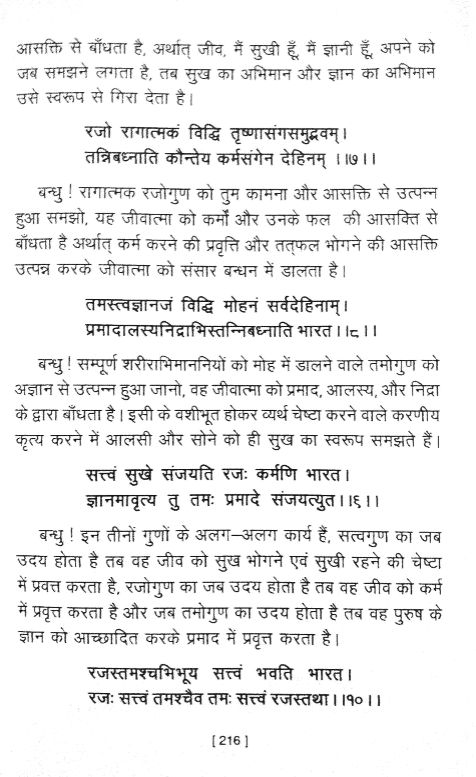 आसक्ति से बाँधता है, अर्थात् जीव, मैं सुखी हूँ, मैं ज्ञानी हूँ, अपने को
जब समझने लगता है, तब सुख का अभिमान और ज्ञान का अभिमान
उसे स्वरूप से गिरा देता है।
रजो रागात्मकं विद्धि तृष्णासंगसमुद्भवम्।
तन्निबध्नाति कौन्तेय कर्मसंगेन देहिनम् ।।७।।
बन्धु ! रागात्मक रजोगुण को तुम कामना और आसक्ति से उत्पन्न
हुआ समझो, यह जीवात्मा को कर्मों और उनके फल की आसक्ति से
बाँधता है अर्थात् कर्म करने की प्रवृत्ति और तत्फल भोगने की आसक्ति
उत्पन्न करके जीवात्मा को संसार बन्धन में डालता है।
तमस्त्वज्ञानजं विद्धि मोहनं सर्वदेहिनाम्।
प्रमादालस्यनिद्राभिस्तन्निबध्नाति भारत।।८।।
बन्धु ! सम्पूर्ण शरीराभिमानियों को मोह में डालने वाले तमोगुण को
अज्ञान से उत्पन्न हुआ जानो, वह जीवात्मा को प्रमाद, आलस्य, और निद्रा
के द्वारा बाँधता है। इसी के वशीभूत होकर व्यर्थ चेष्टा करने वाले करणीय
कृत्य करने में आलसी और सोने को ही सुख का स्वरूप समझते हैं।
सत्त्वं सुखे संजयति रजः कर्मणि भारत।
ज्ञानमावृत्य तु तमः प्रमादे संजयत्युत।।९।।
बन्धु ! इन तीनों गुणों के अलग-अलग कार्य हैं, सत्वगुण का जब
उदय होता है तब वह जीव को सुख भोगने एवं सुखी रहने की चेष्टा
में प्रवत्त करता है, रजोगुण का जब उदय होता है तब वह जीव को कर्म
में प्रवृत्त करता है और जब तमोगुण का उदय होता है तब वह पुरुष के
ज्ञान को आच्छादित करके प्रमाद में प्रवृत्त करता है।
रजस्तमश्चाभिभूय सत्त्वं भवति भारत।
रजः सत्त्वं तमश्चैव तमः सत्त्वं रजस्तथा।।१०।।
[ 216 ]